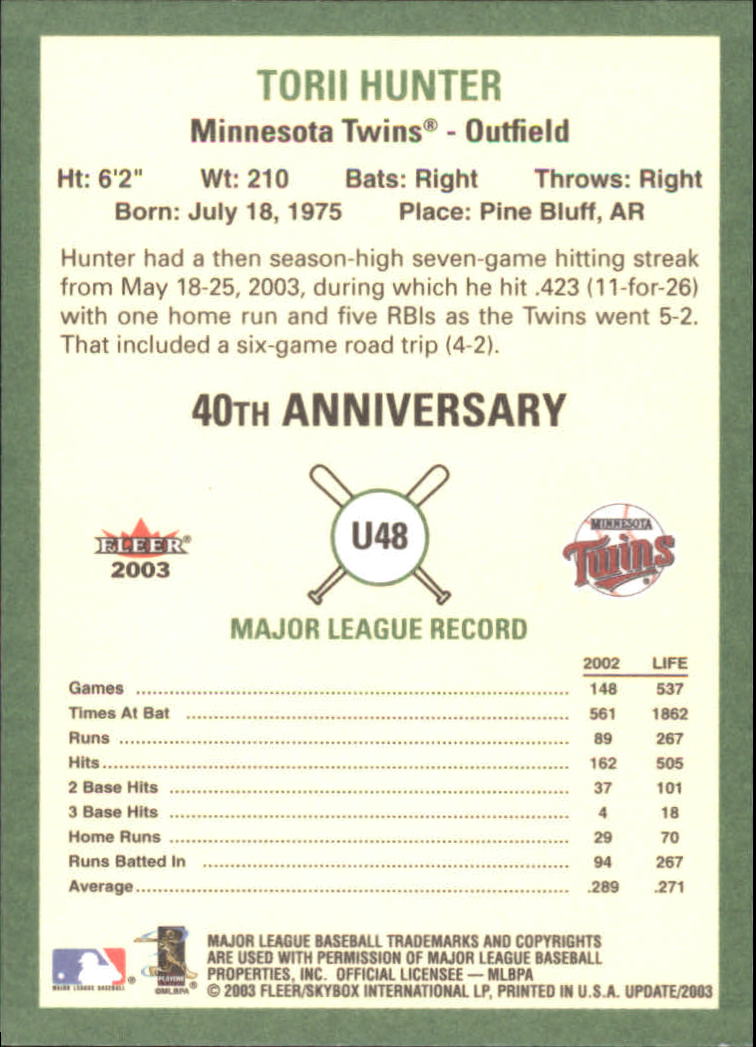 TORII HUNTER
Minnesota Twins® - Outfield
Ht: 6'2" Wt: 210 Bats: Right Throws: Right
Born: July 18, 1975 Place: Pine Bluff, AR
Hunter had a then season-high seven-game hitting streak
from May 18-25, 2003, during which he hit .423 (11-for-26)
with one home run and five RBIs as the Twins went 5-2.
That included a six-game road trip (4-2).
40TH ANNIVERSARY
FLEER®
2003
U48
MINNESOTA
Twins®
MAJOR LEAGUE RECORD
2002 LIFE
Games 148 537
Times At Bat 561 1862
Runs 89 267
Hits 162 505
2 Base Hits 37 101
3 Base Hits 4 18
Home Runs 29 70
Runs Batted In 94 267
Average .289 .271
MAJOR LEAGUE BASEBALL®
PLAYERS
©MLBPA®
MAJOR LEAGUE BASEBALL TRADEMARKS AND COPYRIGHTS
ARE USED WITH PERMISSION OF MAJOR LEAGUE BASEBALL
PROPERTIES, INC. OFFICIAL LICENSEE — MLBPA
© 2003 FLEER/SKYBOX INTERNATIONAL LP, PRINTED IN U.S.A. UPDATE/2003